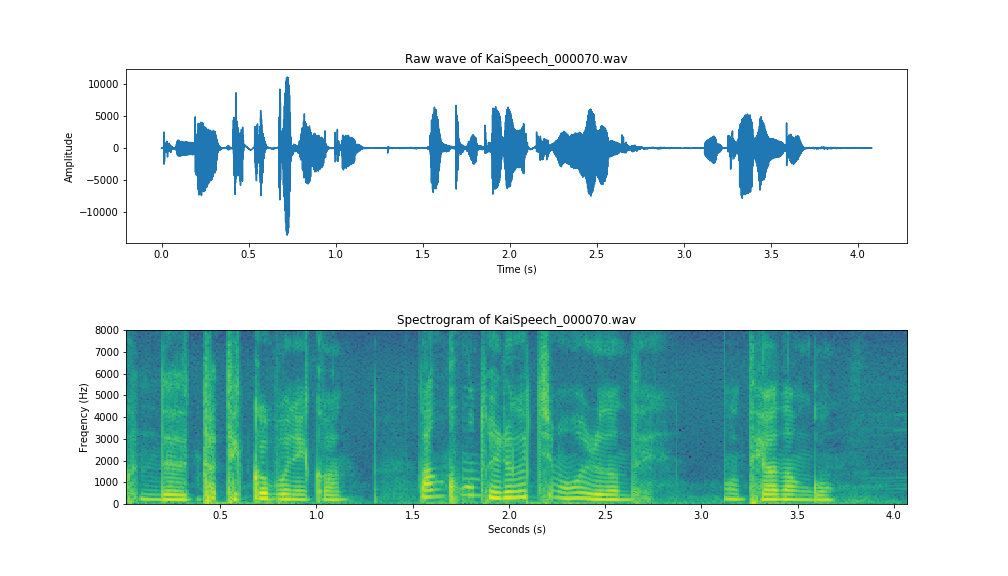 Raw wave of KaiSpeech_000070.wav
10000
5000
0
−5000
−10000
Amplitude
0.0 0.5 1.0 1.5 2.0 2.5 3.0 3.5 4.0
Time (s)
Spectrogram of KaiSpeech_000070.wav
8000
7000
6000
5000
4000
3000
2000
1000
0
Freqency (Hz)
0.5 1.0 1.5 2.0 2.5 3.0 3.5 4.0
Seconds (s)